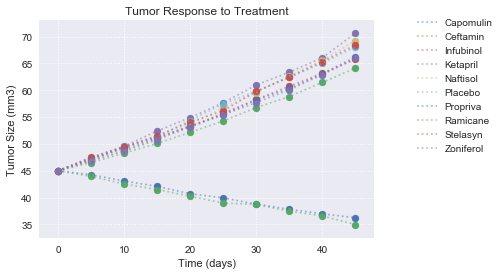 Tumor Response to Treatment
Tumor Size (mm3)
70
65
60
55
50
45
40
35
0
10
20
30
40
Time (days)
Capomulin
Ceftamin
Infubinol
Ketapril
Naftisol
Placebo
Propriva
Ramicane
Stelasyn
Zoniferol